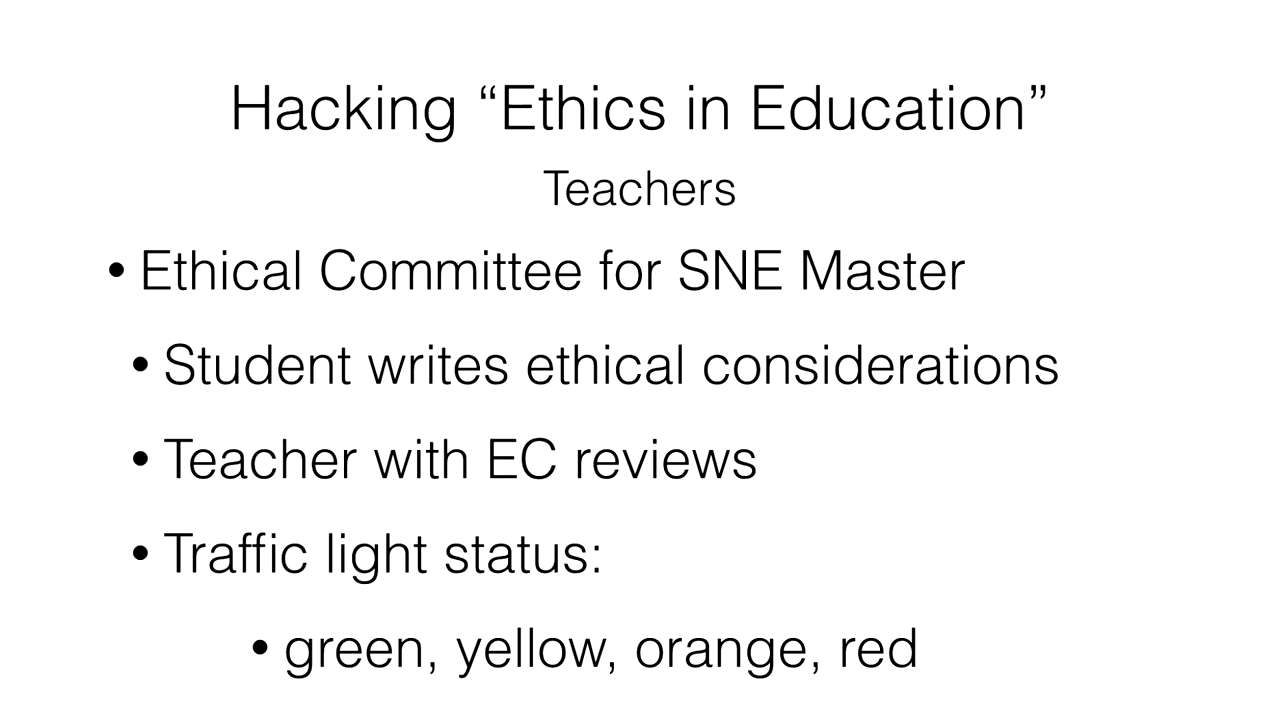 Hacking “Ethics in Education”
Teachers
• Ethical Committee for SNE Master
• Student writes ethical considerations
• Teacher with EC reviews
• Traffic light status:
• green, yellow, orange, red